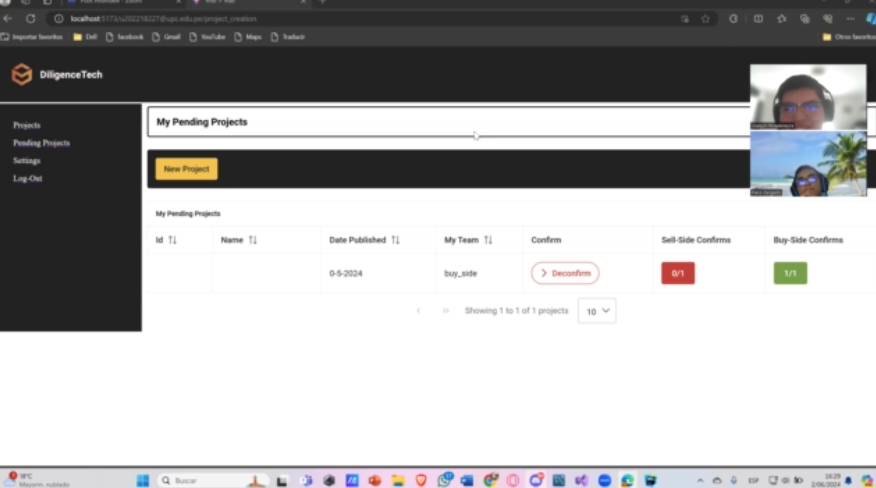 localhost:5173/u202218227@upc.edu.pe/project_creation
Importar favoritos
Dell
facebook
Gmail
YouTube
Maps
Traducir
Otros favoritos
DiligenceTech
Projects
Pending Projects
Settings
Log-Out
My Pending Projects
New Project
My Pending Projects
Id
Name
Date Published
My Team
Confirm
Sell-Side Confirms
Buy-Side Confirms
0-5-2024
buy_side
Deconfirm
0/1
1/1
Showing 1 to 1 of 1 projects
10
18°C
Mayorm. nublado
Buscar
ESP
16:29
2/06/2024